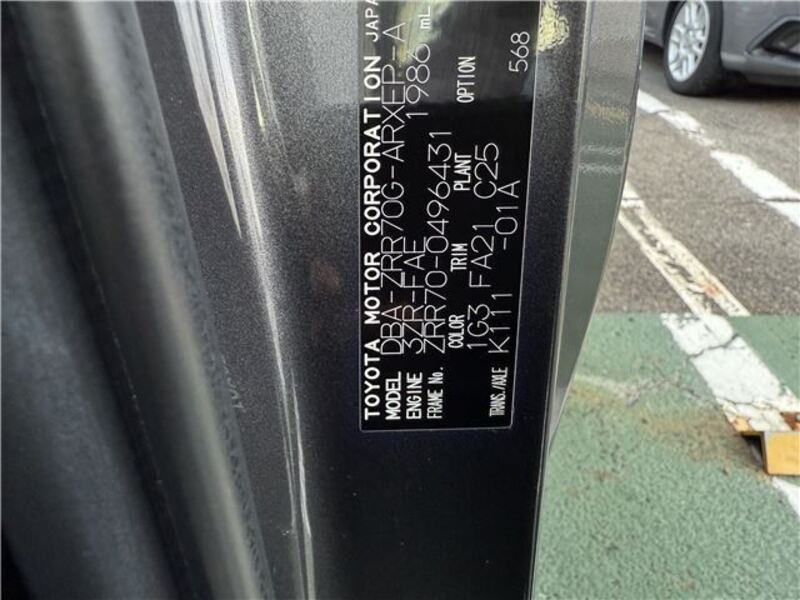 TOYOTA MOTOR CORPORATION JAPA
MODEL DBA-ZRR70G-ARXEP-A
ENGINE 3ZR-FAE 1986 mL
FRAME No. ZRR70-0496431
COLOR TRIM PLANT OPTION
1G3 FA21 C25
TRANS./AXLE K111 -01A 568